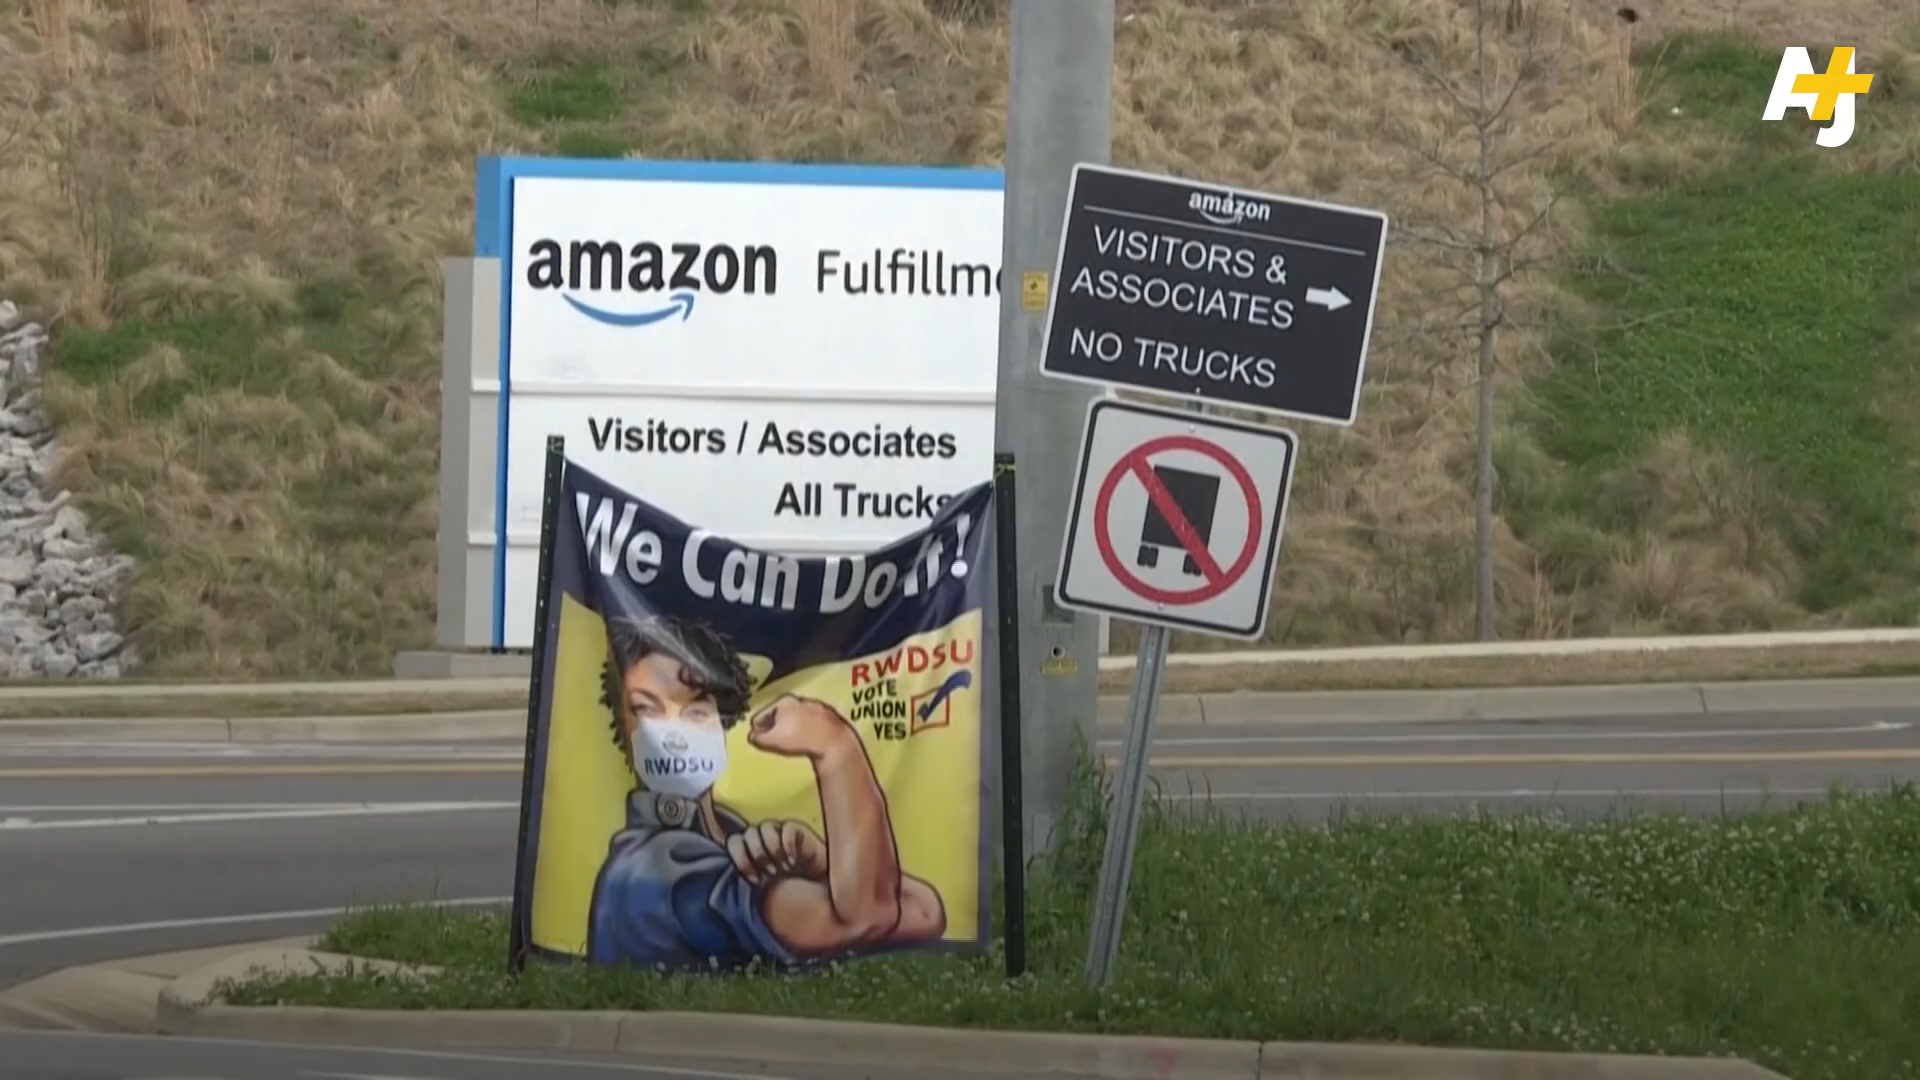 AJ+
amazon Fulfillm
Visitors / Associates
All Trucks
amazon
VISITORS &
ASSOCIATES
NO TRUCKS
We Can Do It!
RWDSU
VOTE
UNION
YES
RWDSU